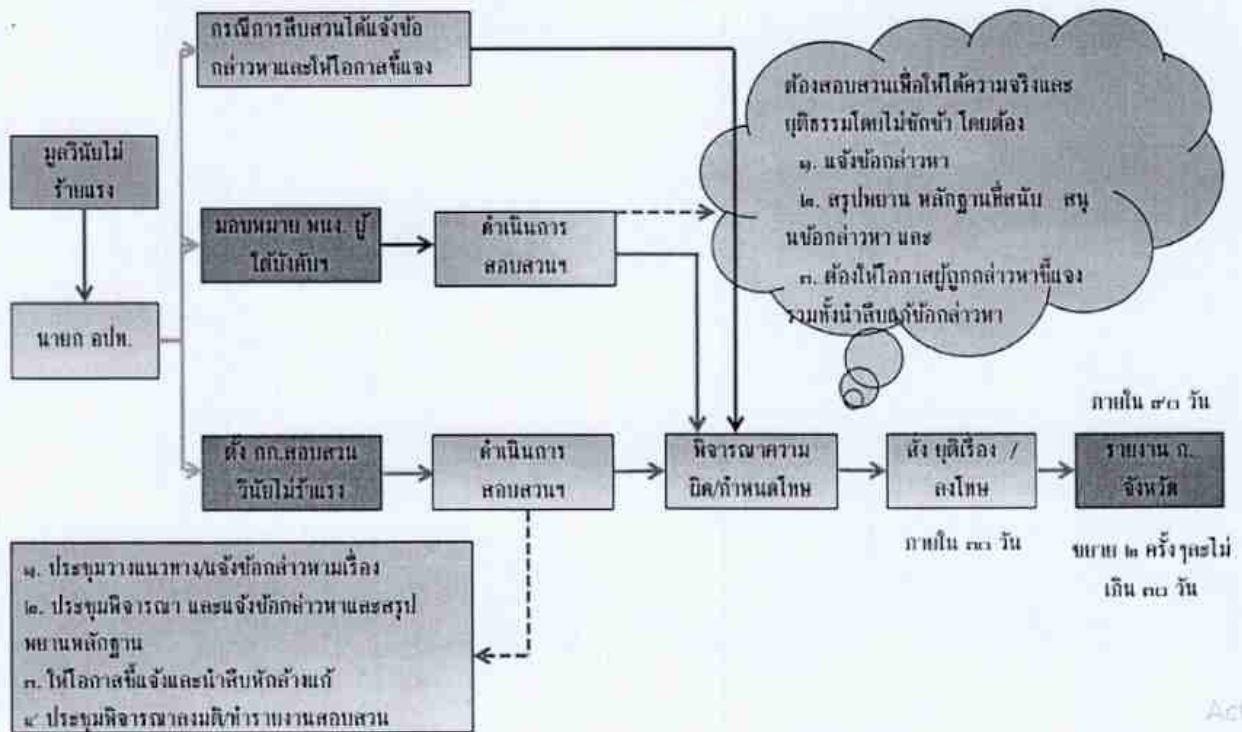 กรณีการสืบสวนได้แจ้งข้อ
กล่าวหาและให้โอกาสชี้แจง
ต้องสอบสวนเพื่อให้ได้ความจริงและ
ยุติธรรมโดยไม่ชักช้า โดยต้อง
๑. แจ้งข้อกล่าวหา
๒. สรุปพยาน หลักฐานที่สนับ สนุ
นข้อกล่าวหา และ
๓. ต้องให้โอกาสผู้ถูกกล่าวหาชี้แจง
รวมทั้งนำสืบแก้ข้อกล่าวหา
มูลวินัยไม่
ร้ายแรง
นายก อปท.
มอบหมาย พนง. ผู้
ใต้บังคับฯ
ดำเนินการ
สอบสวนฯ
ตั้ง กก.สอบสวน
วินัยไม่ร้าแรง
ดำเนินการ
สอบสวนฯ
พิจารณาความ
ผิด/กำหนดโทษ
สั่ง ยุติเรื่อง /
ลงโทษ
ภายใน ๓๐ วัน
ภายใน ๙๐ วัน
รายงาน ก.
จังหวัด
ขยาย ๒ ครั้งๆละไม่
เกิน ๓๐ วัน
๑. ประชุมวางแนวทาง/แจ้งข้อกล่าวหามเรื่อง
๒. ประชุมพิจารณา และแจ้งข้อกล่าวหาและสรุป
พยานหลักฐาน
๓. ให้โอกาสชี้แจงและนำสืบหักล้างแก้
๔ ประชุมพิจารณาลงมติ/ทำรายงานสอบสวน